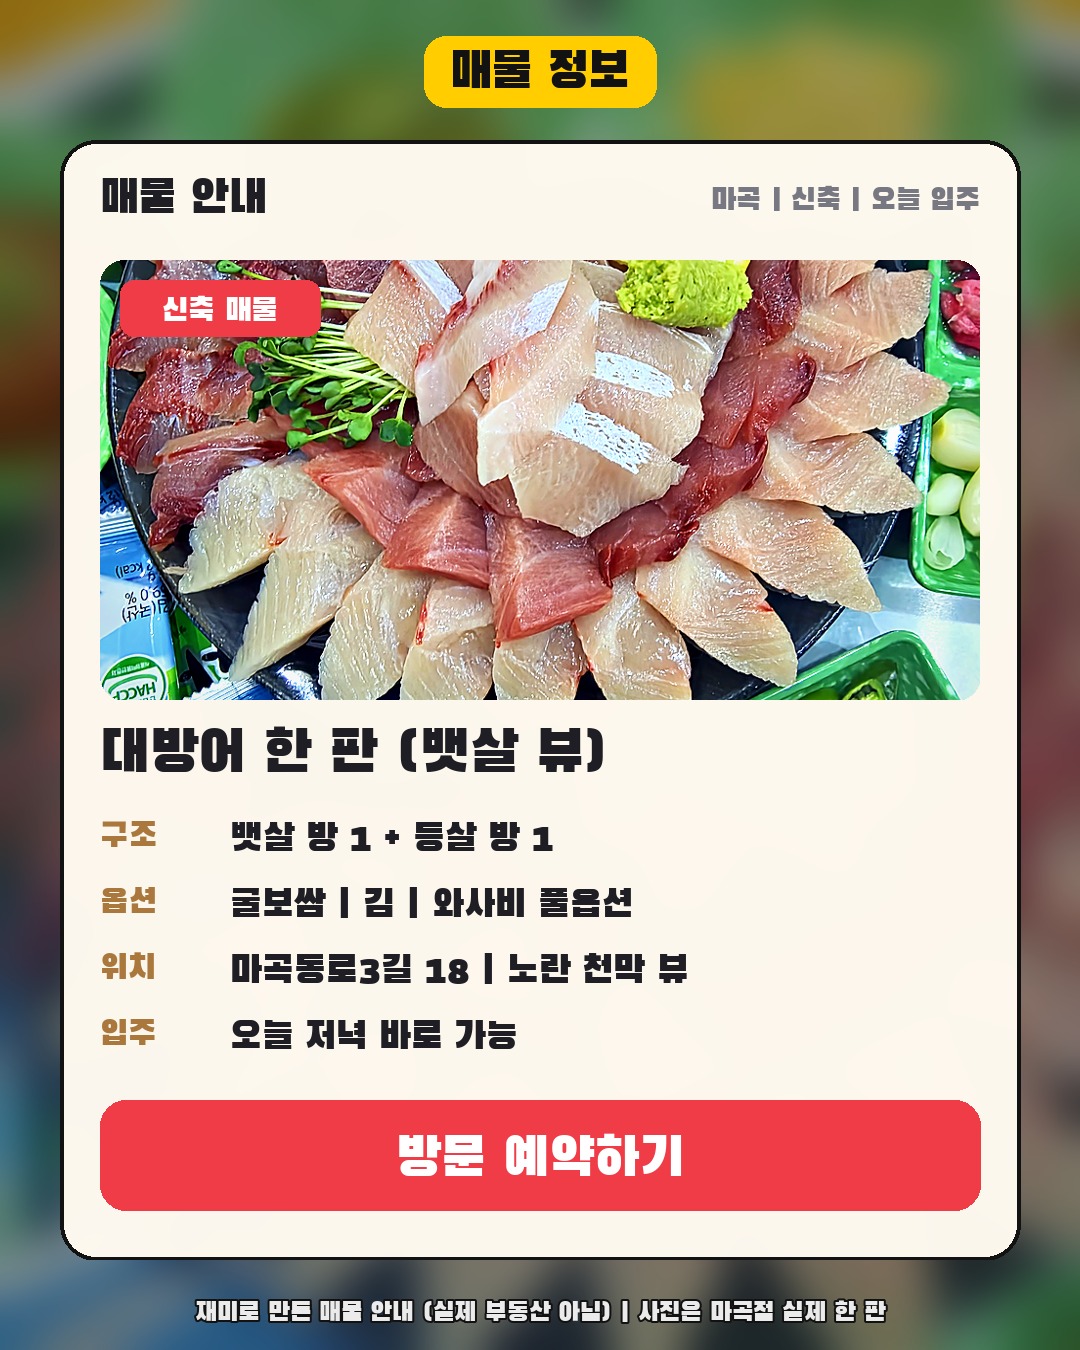 매물 정보
매물 안내
마곡 | 신축 | 오늘 입주
신축 매물
kcal)
0 %
HACCP
대방어 한 판 (뱃살 뷰)
구조 뱃살 방 1 + 등살 방 1
옵션 굴보쌈 | 김 | 와사비 풀옵션
위치 마곡동로3길 18 | 노란 천막 뷰
입주 오늘 저녁 바로 가능
방문 예약하기
재미로 만든 매물 안내 (실제 부동산 아님) | 사진은 마곡점 실제 한 판